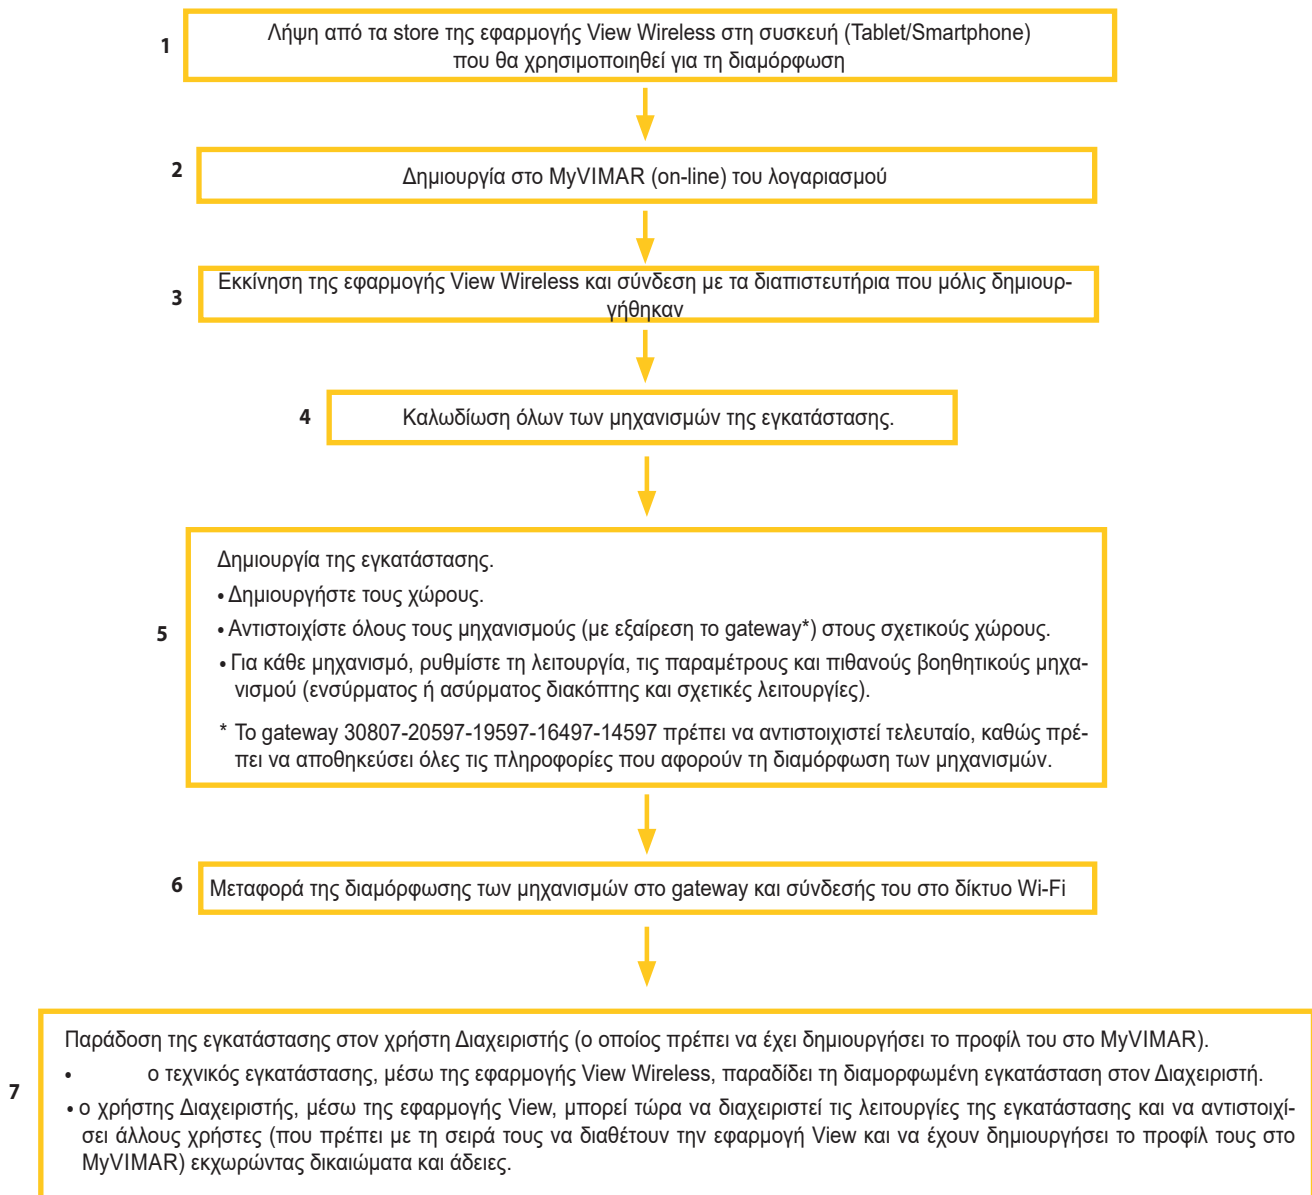 1
Λήψη από τα store της εφαρμογής View Wireless στη συσκευή (Tablet/Smartphone)
που θα χρησιμοποιηθεί για τη διαμόρφωση
2
Δημιουργία στο MyVIMAR (on-line) του λογαριασμού
3
Εκκίνηση της εφαρμογής View Wireless και σύνδεση με τα διαπιστευτήρια που μόλις δημιουρ-
γήθηκαν
4
Καλωδίωση όλων των μηχανισμών της εγκατάστασης.
5
Δημιουργία της εγκατάστασης.
• Δημιουργήστε τους χώρους.
• Αντιστοιχίστε όλους τους μηχανισμούς (με εξαίρεση το gateway*) στους σχετικούς χώρους.
• Για κάθε μηχανισμό, ρυθμίστε τη λειτουργία, τις παραμέτρους και πιθανούς βοηθητικούς μηχα-
νισμού (ενσύρματος ή ασύρματος διακόπτης και σχετικές λειτουργίες).
* Το gateway 30807-20597-19597-16497-14597 πρέπει να αντιστοιχιστεί τελευταίο, καθώς πρέ-
πει να αποθηκεύσει όλες τις πληροφορίες που αφορούν τη διαμόρφωση των μηχανισμών.
6
Μεταφορά της διαμόρφωσης των μηχανισμών στο gateway και σύνδεσής του στο δίκτυο Wi-Fi
7
Παράδοση της εγκατάστασης στον χρήστη Διαχειριστής (ο οποίος πρέπει να έχει δημιουργήσει το προφίλ του στο MyVIMAR).
• ο τεχνικός εγκατάστασης, μέσω της εφαρμογής View Wireless, παραδίδει τη διαμορφωμένη εγκατάσταση στον Διαχειριστή.
• ο χρήστης Διαχειριστής, μέσω της εφαρμογής View, μπορεί τώρα να διαχειριστεί τις λειτουργίες της εγκατάστασης και να αντιστοιχί-
σει άλλους χρήστες (που πρέπει με τη σειρά τους να διαθέτουν την εφαρμογή View και να έχουν δημιουργήσει το προφίλ τους στο
MyVIMAR) εκχωρώντας δικαιώματα και άδειες.